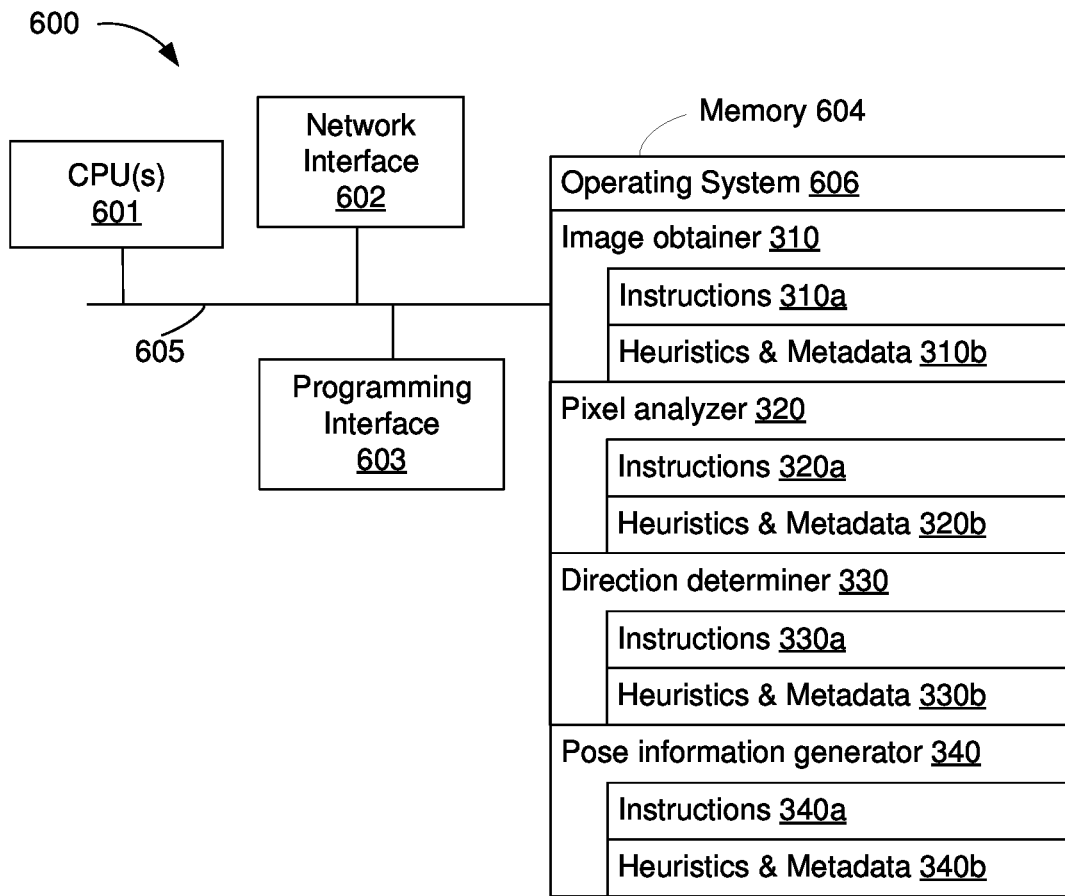 600
CPU(s)
601
Network
Interface
602
Memory 604
605
Programming
Interface
603
Operating System 606
Image obtainer 310
Instructions 310a
Heuristics & Metadata 310b
Pixel analyzer 320
Instructions 320a
Heuristics & Metadata 320b
Direction determiner 330
Instructions 330a
Heuristics & Metadata 330b
Pose information generator 340
Instructions 340a
Heuristics & Metadata 340b